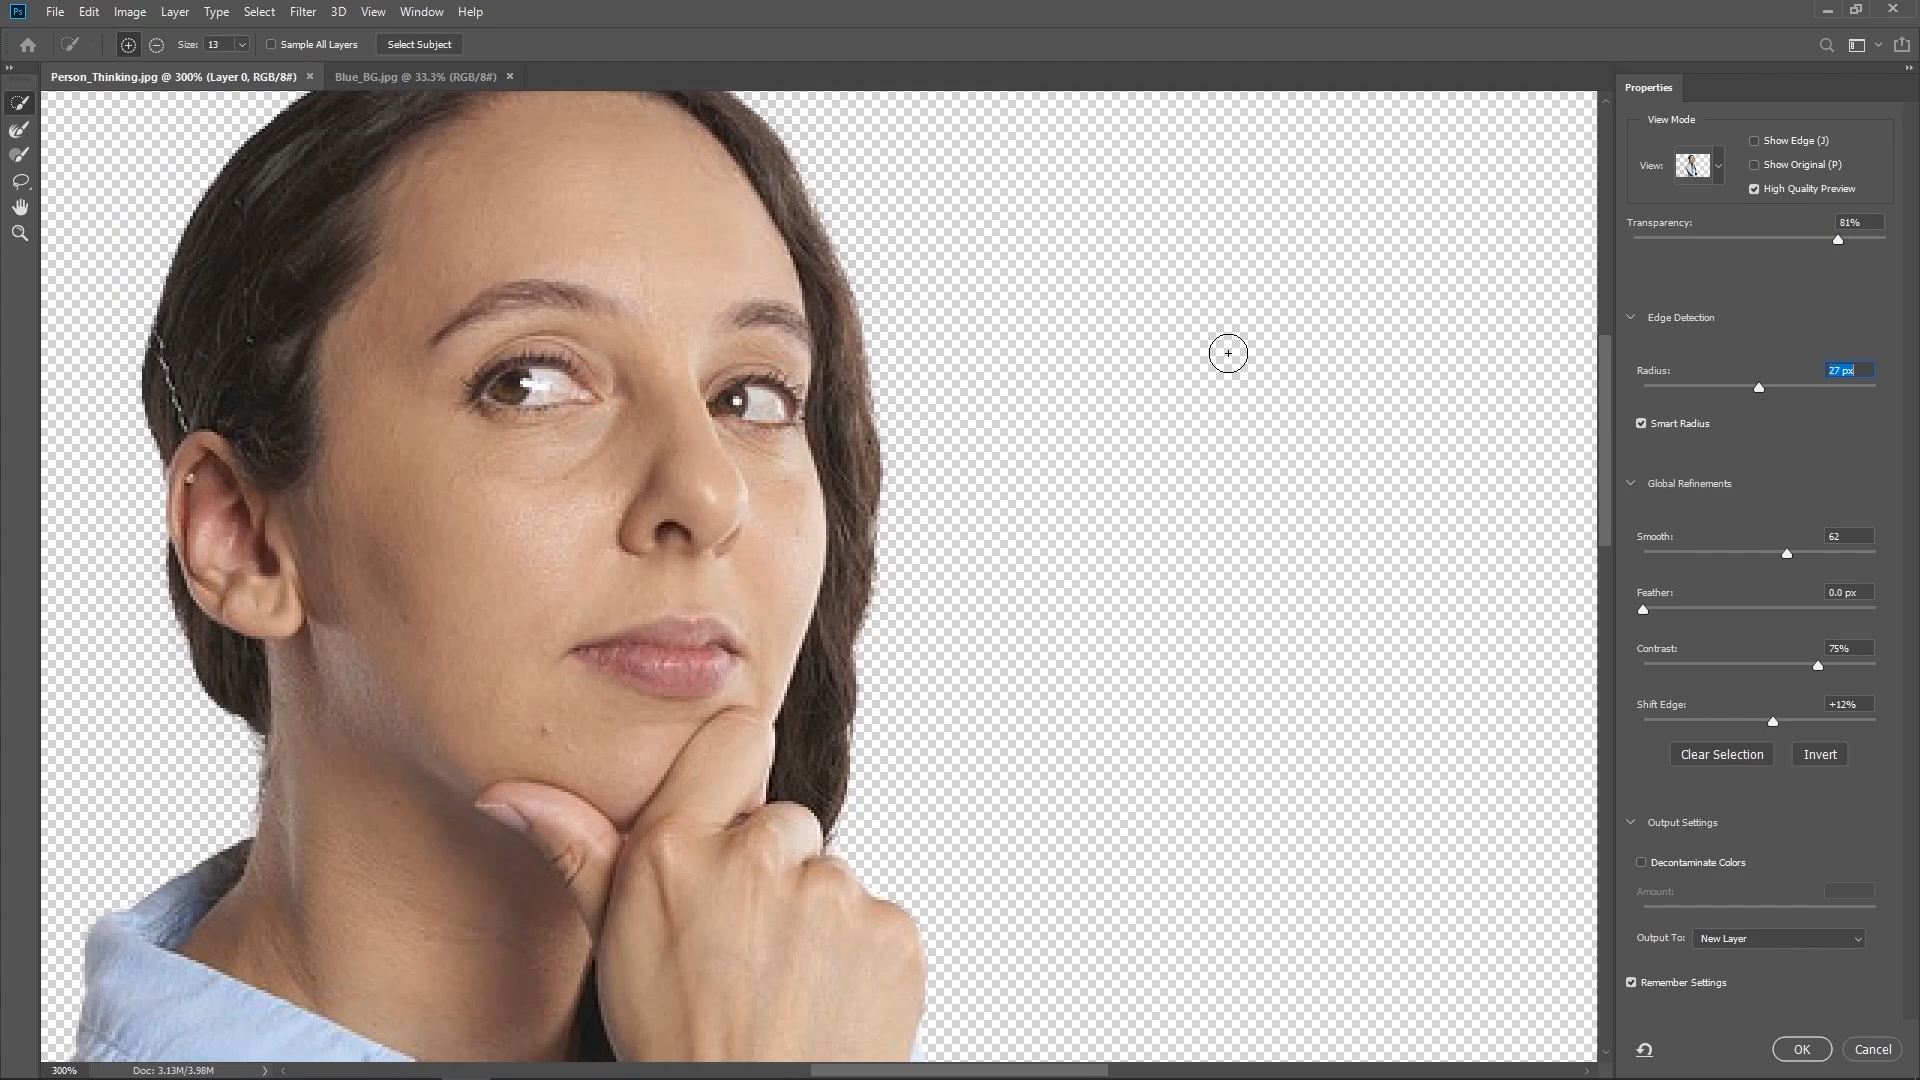 Ps File Edit Image Layer Type Select Filter 3D View Window Help
Size: 13 Sample All Layers Select Subject
Person_Thinking.jpg @ 300% (Layer 0, RGB/8#) × Blue_BG.jpg @ 33.3% (RGB/8#) ×
Properties
View Mode
Show Edge (J)
View:
Show Original (P)
High Quality Preview
Transparency: 81%
Edge Detection
Radius: 27 px
Smart Radius
Global Refinements
Smooth: 62
Feather: 0.0 px
Contrast: 75%
Shift Edge: +12%
Clear Selection Invert
Output Settings
Decontaminate Colors
Amount:
Output To: New Layer
Remember Settings
OK Cancel
300% Doc: 3.13M/3.98M